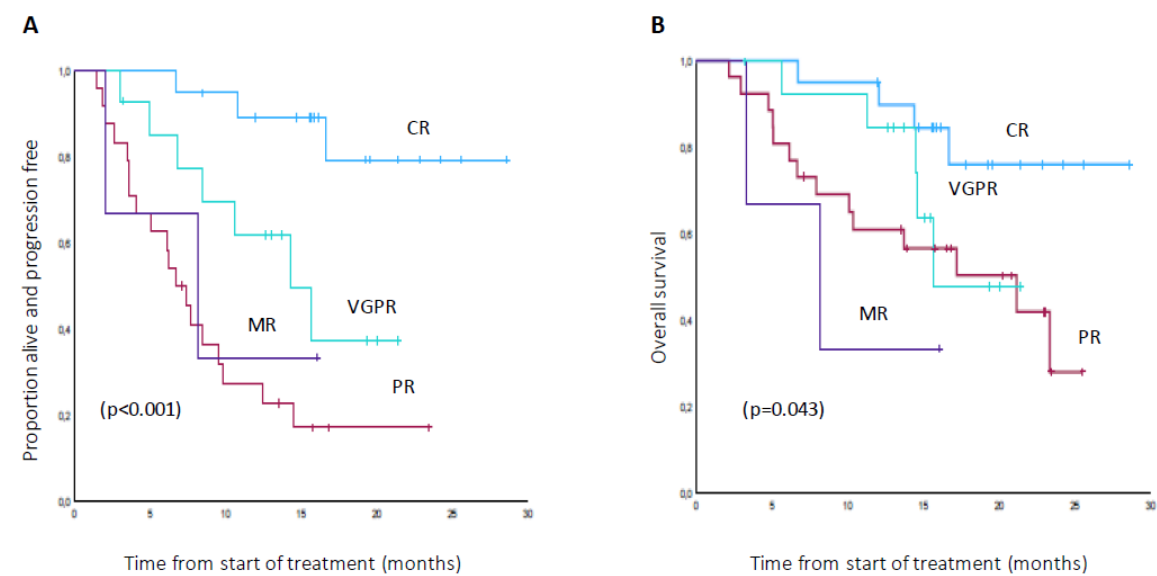 A
B
1,0
0,8
0,6
0,4
0,2
0,0
0
5
10
15
20
25
30
CR
VGPR
MR
PR
(p<0.001)
Proportion alive and progression free
Time from start of treatment (months)
1,0
0,8
0,6
0,4
0,2
0,0
0
5
10
15
20
25
30
CR
VGPR
MR
PR
(p=0.043)
Overall survival
Time from start of treatment (months)